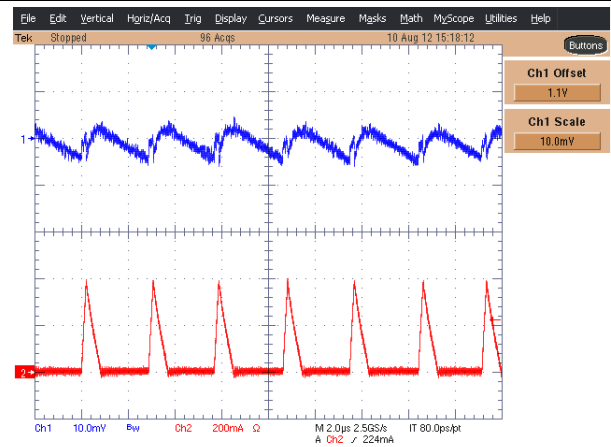 File Edit Vertical Horiz/Acq Trig Display Cursors Measure Masks Math MyScope Utilities Help
Tek Stopped 96 Acqs 10 Aug 12 15:18:12
Buttons
Ch1 Offset
1.1V
Ch1 Scale
10.0mV
1
2
Ch1 10.0mV Bw Ch2 200mA Ω M 2.0µs 2.5GS/s IT 80.0ps/pt
A Ch2 / 224mA